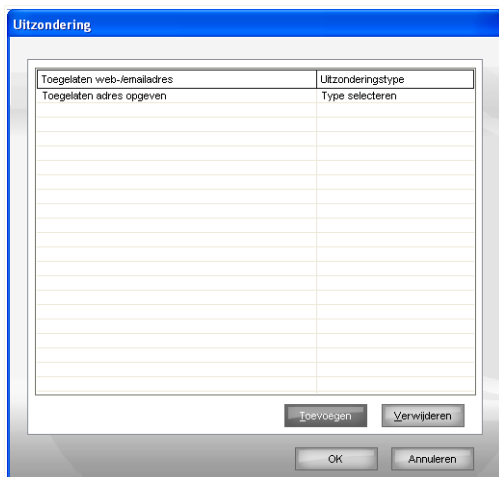 Uitzondering
Toegelaten web-/emailadres Uitzonderingstype
Toegelaten adres opgeven Type selecteren
Toevoegen Verwijderen
OK Annuleren